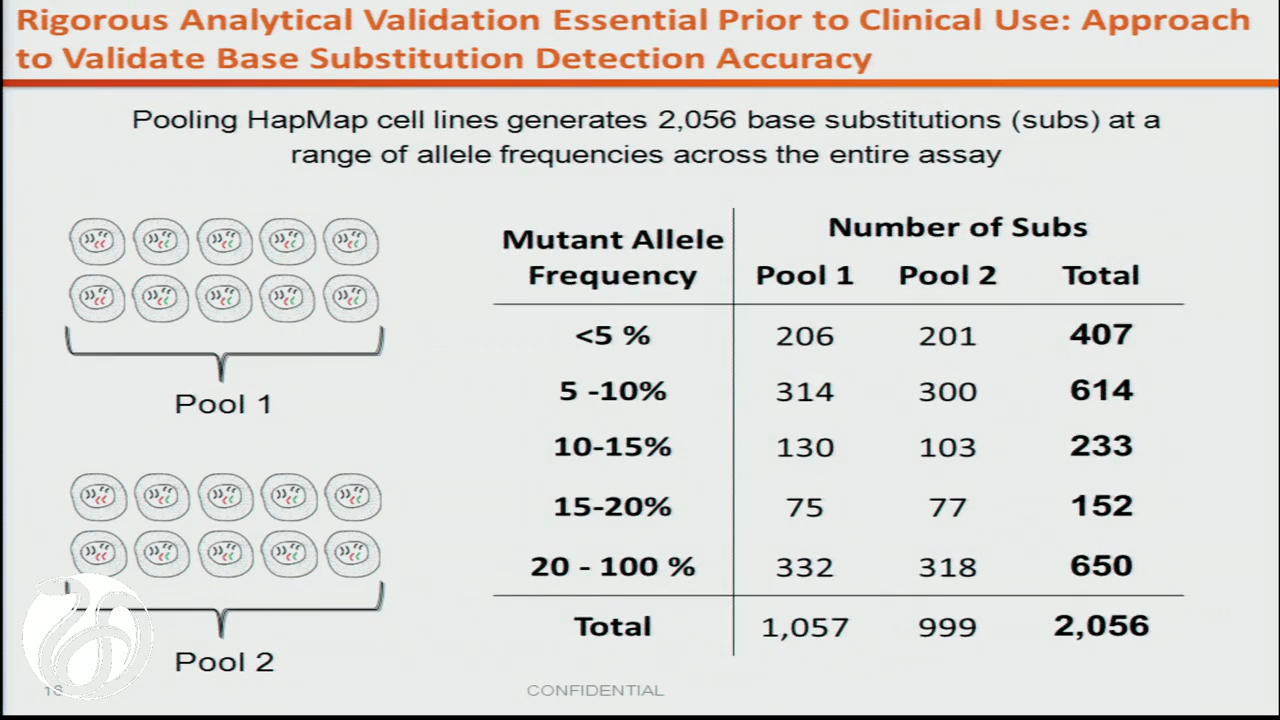 Rigorous Analytical Validation Essential Prior to Clinical Use: Approach
to Validate Base Substitution Detection Accuracy
Pooling HapMap cell lines generates 2,056 base substitutions (subs) at a
range of allele frequencies across the entire assay
Pool 1
Pool 2
Mutant Allele Frequency Number of Subs
Pool 1 Pool 2 Total
<5 % 206 201 407
5 -10% 314 300 614
10-15% 130 103 233
15-20% 75 77 152
20 - 100 % 332 318 650
Total 1,057 999 2,056
CONFIDENTIAL